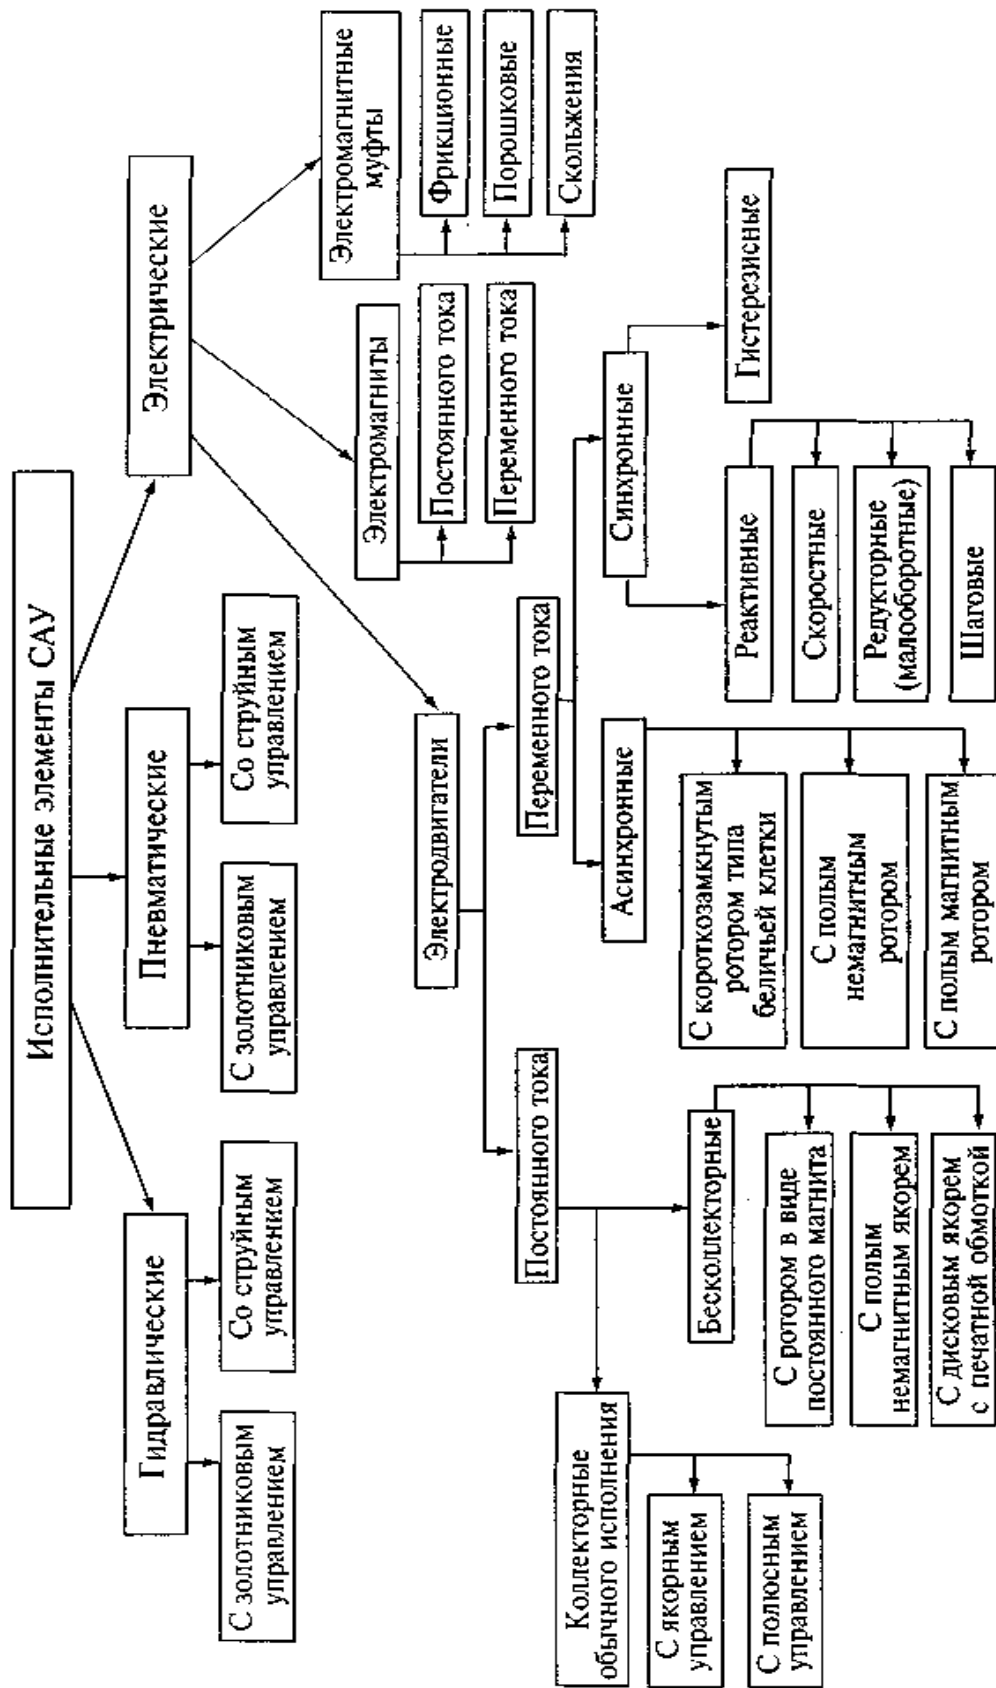 Исполнительные элементы САУ
Гидравлические
Пневматические
Электрические
С золотниковым
управлением
Со струйным
управлением
С золотниковым
управлением
Со струйным
управлением
Электродвигатели
Электромагниты
Постоянного тока
Переменного тока
Электромагнитные
муфты
Фрикционные
Порошковые
Скольжения
Постоянного тока
Переменного тока
Коллекторные
обычного исполнения
С якорным
управлением
С полюсным
управлением
Бесколлекторные
С ротором в виде
постоянного магнита
С полым
немагнитным якорем
С дисковым якорем
с печатной обмоткой
Асинхронные
С короткозамкнутым
ротором типа
беличьей клетки
С полым
немагнитным
ротором
С полым магнитным
ротором
Синхронные
Реактивные
Скоростные
Редукторные
(малооборотные)
Шаговые
Гистерезисные